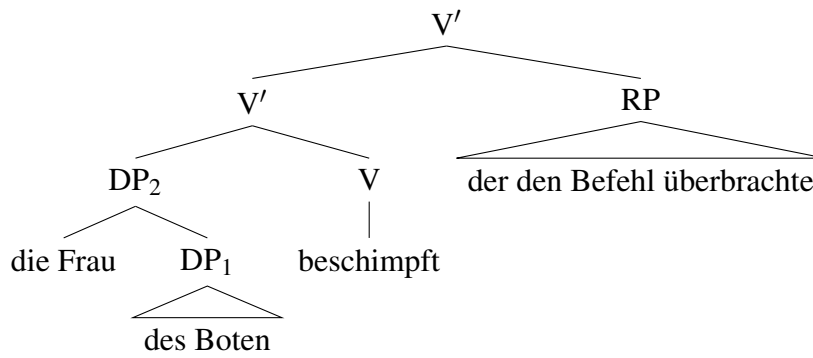 V′
V′ RP
DP₂ V der den Befehl überbrachte
die Frau DP₁ beschimpft
des Boten